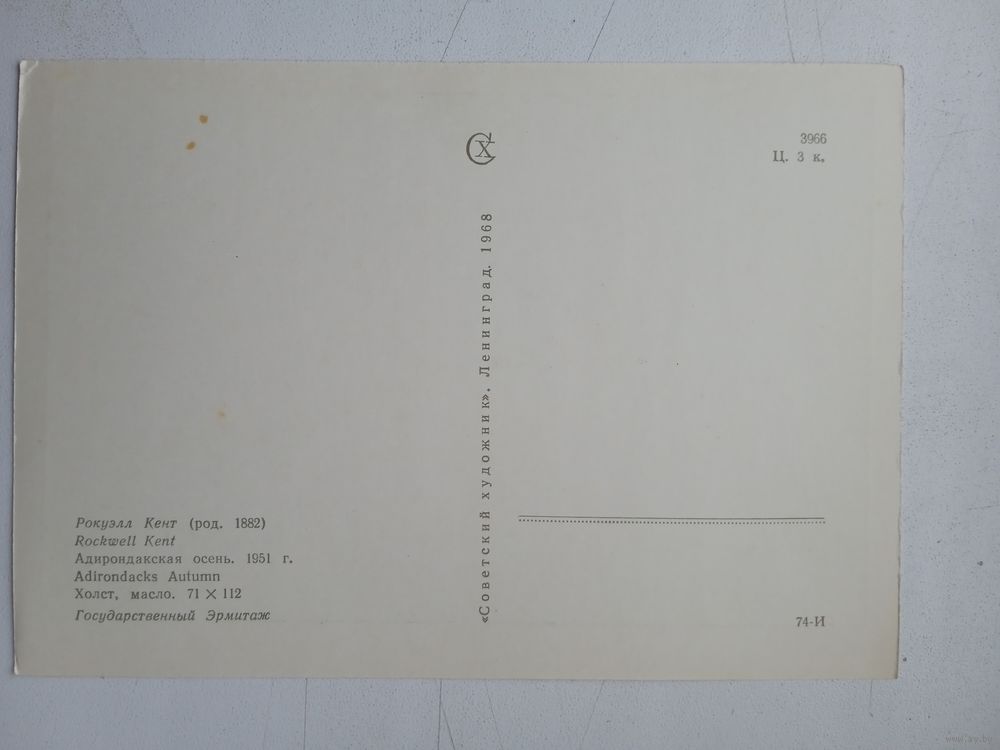 СХ
3966
Ц. 3 к.
«Советский художник». Ленинград. 1968
Рокуэлл Кент (род. 1882)
Rockwell Kent
Адирондакская осень. 1951 г.
Adirondacks Autumn
Холст, масло. 71 × 112
Государственный Эрмитаж
74-И